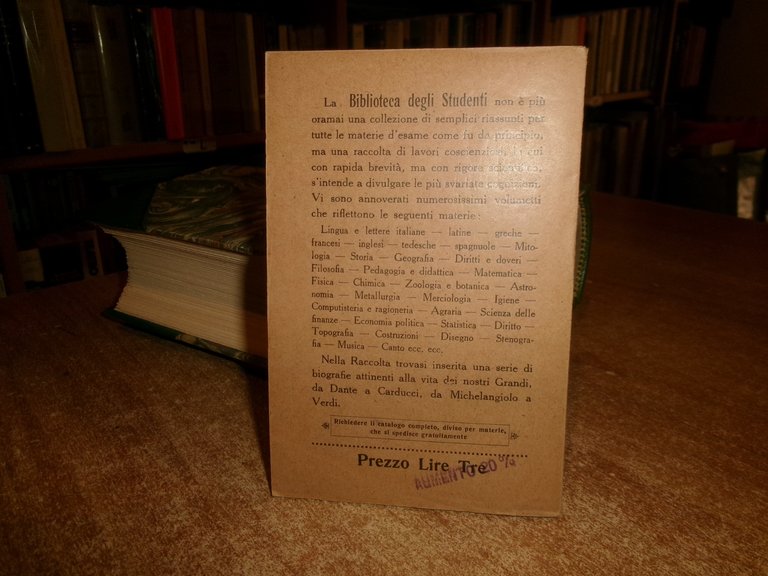 La Biblioteca degli Studenti non è più
oramai una collezione di semplici riassunti per
tutte le materie d'esame come fu da principio,
ma una raccolta di lavori coscienziosi, in cui
con rapida brevità, ma con rigore scientifico,
s'intende a divulgare le più svariate cognizioni.
Vi sono annoverati numerosissimi volumetti
che riflettono le seguenti materie:
Lingua e lettere italiane — latine — greche —
francesi — inglesi — tedesche — spagnuole — Mito-
logia — Storia — Geografia — Diritti e doveri —
Filosofia — Pedagogia e didattica — Matematica —
Fisica — Chimica — Zoologia e botanica — Astro-
nomia — Metallurgia — Merciologia — Igiene —
Computisteria e ragioneria — Agraria — Scienza delle
finanze — Economia politica — Statistica — Diritto —
Topografia — Costruzioni — Disegno — Stenogra-
fia — Musica — Canto ecc. ecc.
Nella Raccolta trovasi inserita una serie di
biografie attinenti alla vita dei nostri Grandi,
da Dante a Carducci, da Michelangiolo a
Verdi.
Richiedere il catalogo completo, diviso per materie,
che si spedisce gratuitamente
Prezzo Lire Tre
AUMENTO 20 %